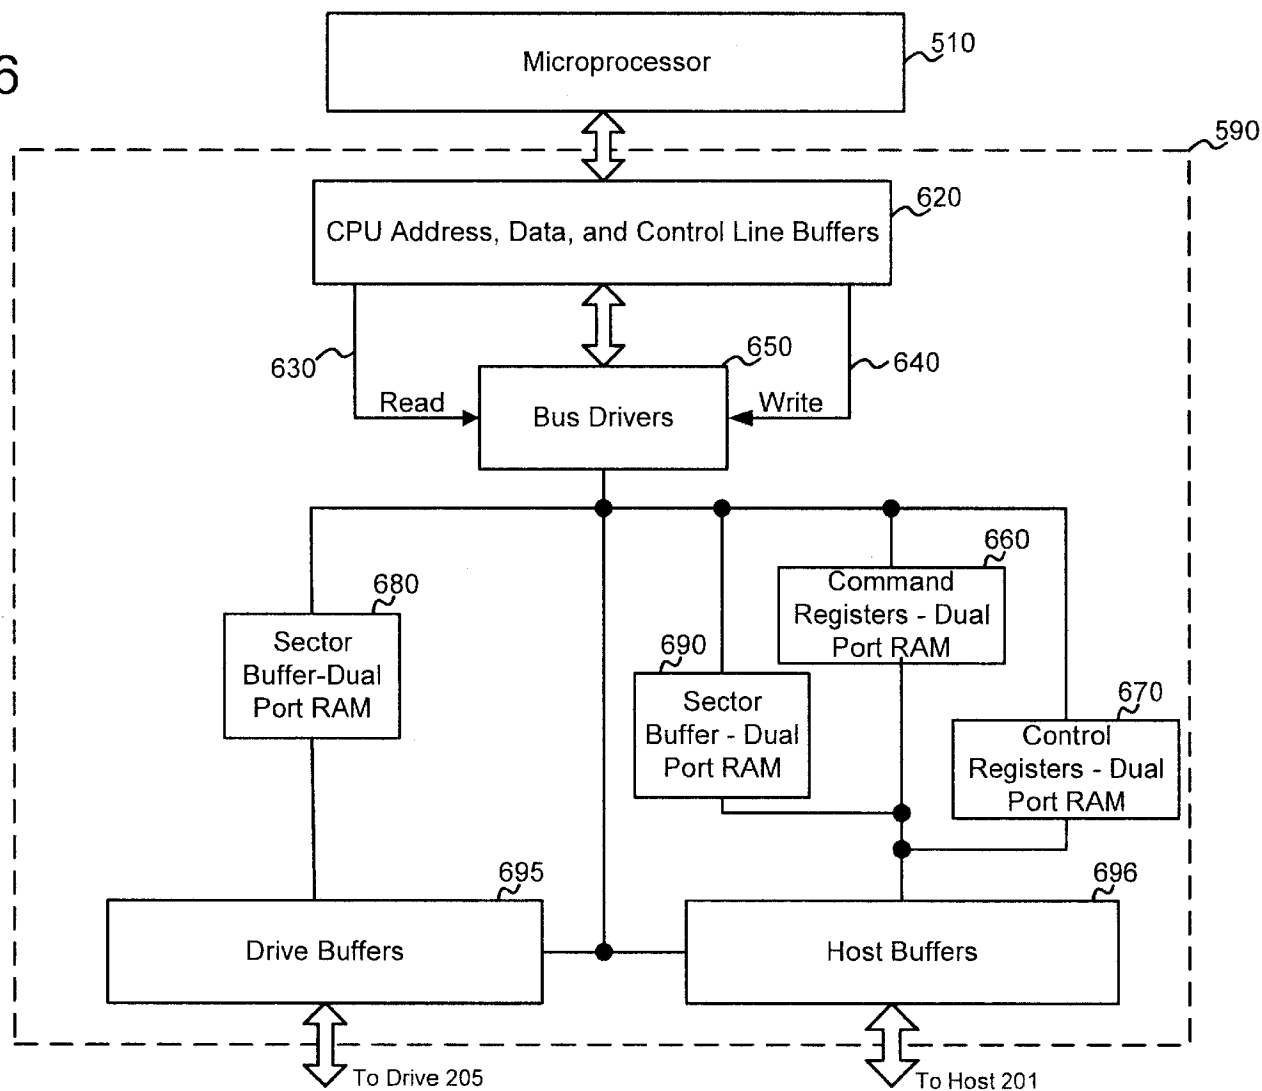 6
Microprocessor
510
590
CPU Address, Data, and Control Line Buffers
620
630
Read
650
Bus Drivers
Write
640
680
Sector
Buffer-Dual
Port RAM
690
Sector
Buffer - Dual
Port RAM
660
Command
Registers - Dual
Port RAM
670
Control
Registers - Dual
Port RAM
695
Drive Buffers
696
Host Buffers
To Drive 205
To Host 201